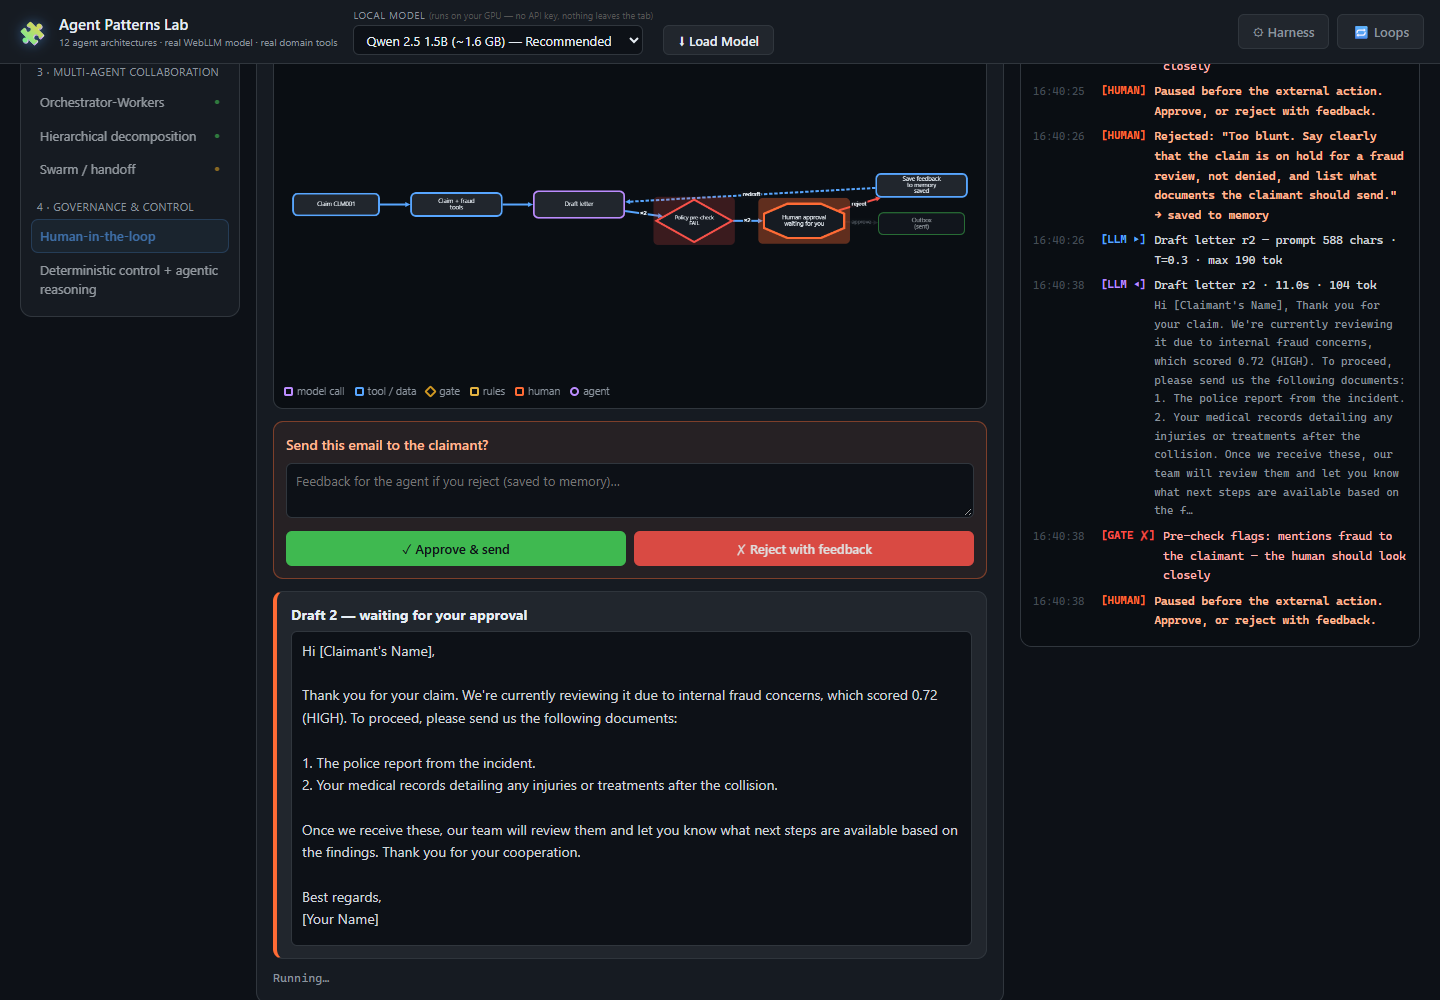 Agent Patterns Lab
12 agent architectures · real WebLLM model · real domain tools
LOCAL MODEL (runs on your GPU — no API key, nothing leaves the tab)
Qwen 2.5 1.5B (~1.6 GB) — Recommended
⬇ Load Model
⚙ Harness
🔁 Loops
3 · MULTI-AGENT COLLABORATION
Orchestrator-Workers
Hierarchical decomposition
Swarm / handoff
4 · GOVERNANCE & CONTROL
Human-in-the-loop
Deterministic control + agentic
reasoning
Claim CLM001
Claim + fraud
tools
Draft letter
×2
Policy pre-check
FAIL
×2
Human approval
waiting for you
redraft
reject
Save feedback
to memory
saved
Outbox
(sent)
model call
tool / data
gate
rules
human
agent
Send this email to the claimant?
Feedback for the agent if you reject (saved to memory)...
✓ Approve & send
✗ Reject with feedback
Draft 2 — waiting for your approval
Hi [Claimant's Name],
Thank you for your claim. We're currently reviewing it due to internal fraud concerns, which scored 0.72
(HIGH). To proceed, please send us the following documents:
1. The police report from the incident.
2. Your medical records detailing any injuries or treatments after the collision.
Once we receive these, our team will review them and let you know what next steps are available based on
the findings. Thank you for your cooperation.
Best regards,
[Your Name]
Running…
closely
16:40:25 [HUMAN] Paused before the external action.
Approve, or reject with feedback.
16:40:26 [HUMAN] Rejected: "Too blunt. Say clearly
that the claim is on hold for a fraud
review, not denied, and list what
documents the claimant should send."
→ saved to memory
16:40:26 [LLM ▸] Draft letter r2 — prompt 588 chars ·
T=0.3 · max 190 tok
16:40:38 [LLM ◂] Draft letter r2 · 11.0s · 104 tok
Hi [Claimant's Name], Thank you for
your claim. We're currently reviewing
it due to internal fraud concerns,
which scored 0.72 (HIGH). To proceed,
please send us the following documents:
1. The police report from the incident.
2. Your medical records detailing any
injuries or treatments after the
collision. Once we receive these, our
team will review them and let you know
what next steps are available based on
the f…
16:40:38 [GATE ✗] Pre-check flags: mentions fraud to
the claimant — the human should look
closely
16:40:38 [HUMAN] Paused before the external action.
Approve, or reject with feedback.